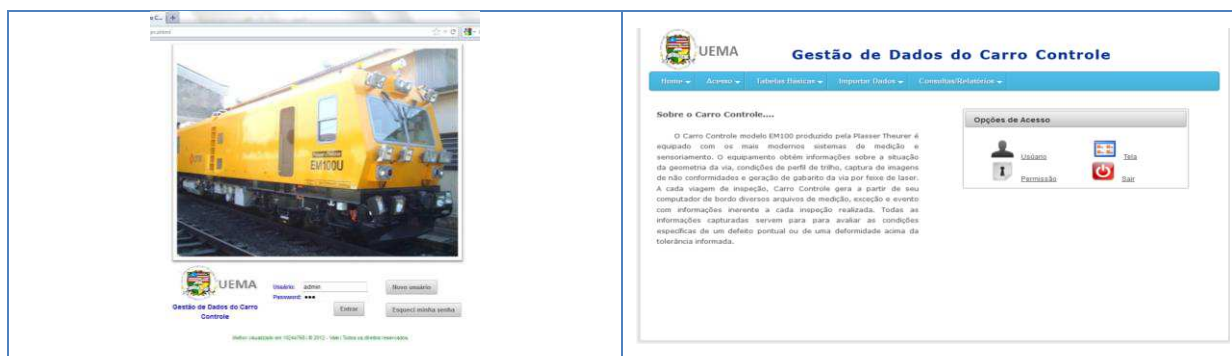 EM100U
UEMA
Gestão de Dados do Carro
Controle
Usuário: admin
Password: •••
Entrar
Novo usuário
Esqueci minha senha
UEMA
Gestão de Dados do Carro Controle
Home Acesso Tabelas Básicas Importar Dados Consultas/Relatórios
Sobre o Carro Controle....
O Carro Controle modelo EM100 produzido pela Plasser Theurer é
equipado com os mais modernos sistemas de medição e
sensoriamento. O equipamento obtém informações sobre a situação
da geometria da via, condições de perfil de trilho, captura de imagens
de não conformidades e geração de gabarito da via por feixe de laser.
A cada viagem de inspeção, Carro Controle gera a partir de seu
computador de bordo diversos arquivos de medição, exceção e evento
com informações inerente a cada inspeção realizada. Todas as
informações capturadas servem para para avaliar as condições
específicas de um defeito pontual ou de uma deformidade acima da
tolerância informada.
Opções de Acesso
Usúario
Tela
Permissão
Sair